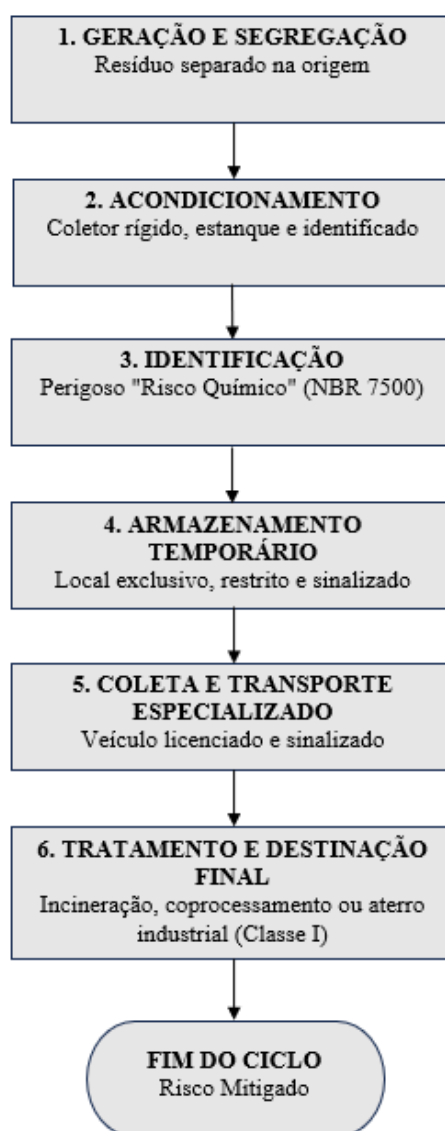 1. GERAÇÃO E SEGREGAÇÃO
Resíduo separado na origem
2. ACONDICIONAMENTO
Coletor rígido, estanque e identificado
3. IDENTIFICAÇÃO
Perigoso "Risco Químico" (NBR 7500)
4. ARMAZENAMENTO
TEMPORÁRIO
Local exclusivo, restrito e sinalizado
5. COLETA E TRANSPORTE
ESPECIALIZADO
Veículo licenciado e sinalizado
6. TRATAMENTO E DESTINAÇÃO
FINAL
Incineração, coprocessamento ou aterro
industrial (Classe I)
FIM DO CICLO
Risco Mitigado